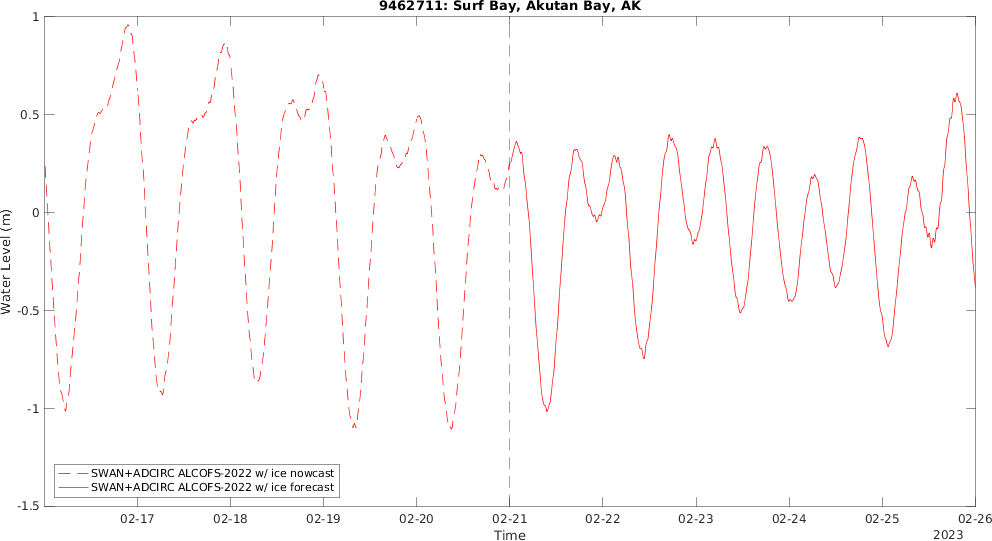 9462711: Surf Bay, Akutan Bay, AK
1
0.5
0
-0.5
-1
-1.5
Water Level (m)
SWAN+ADCIRC ALCOFS-2022 w/ ice nowcast
SWAN+ADCIRC ALCOFS-2022 w/ ice forecast
02-17 02-18 02-19 02-20 02-21 02-22 02-23 02-24 02-25 02-26
Time
2023